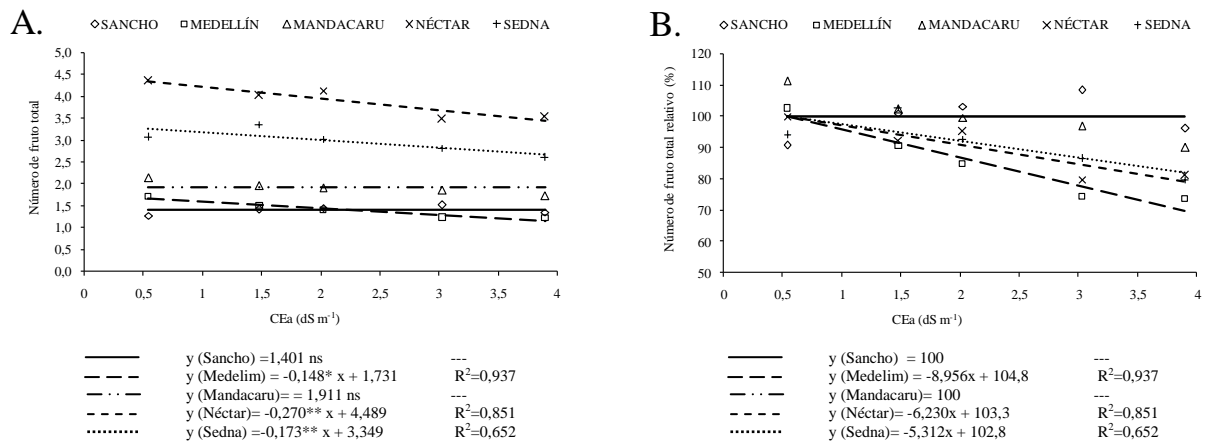 A.
◇SANCHO □MEDELLÍN △MANDACARU ×NÉCTAR +SEDNA
Número de fruto total
5,0
4,5
4,0
3,5
3,0
2,5
2,0
1,5
1,0
0,5
0,0
0 0,5 1 1,5 2 2,5 3 3,5 4
CEa (dS m⁻¹)
y (Sancho) =1,401 ns ---
y (Medelim) = -0,148* x + 1,731 R²=0,937
y (Mandacaru)= = 1,911 ns ---
y (Néctar)= -0,270** x + 4,489 R²=0,851
y (Sedna)= -0,173** x + 3,349 R²=0,652
B.
◇SANCHO □MEDELLÍN △MANDACARU ×NÉCTAR +SEDNA
Número de fruto total relativo (%)
120
110
100
90
80
70
60
50
0 0,5 1 1,5 2 2,5 3 3,5 4
CEa (dS m⁻¹)
y (Sancho) = 100 ---
y (Medelim) = -8,956x + 104,8 R²=0,937
y (Mandacaru)= 100 ---
y (Néctar)= -6,230x + 103,3 R²=0,851
y (Sedna)= -5,312x + 102,8 R²=0,652